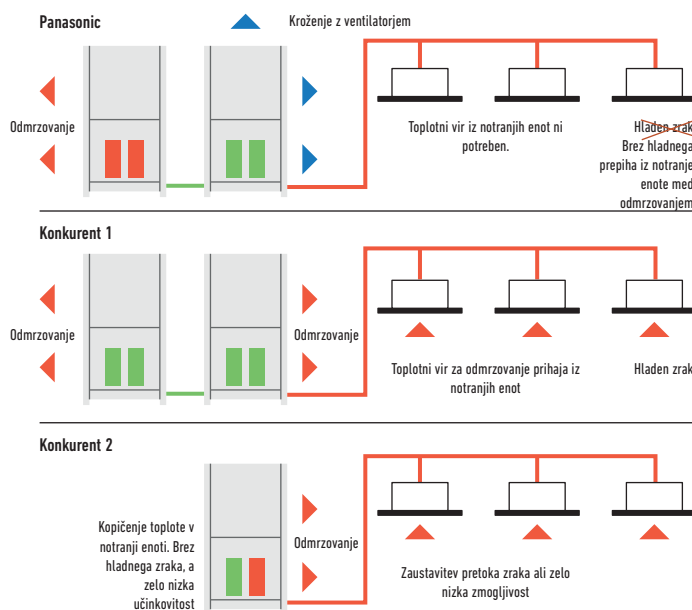 Panasonic
Kroženje z ventilatorjem
Odmrzovanje
Toplotni vir iz notranjih enot ni
potreben.
Hladen zrak
Brez hladnega
prepiha iz notranje
enote med
odmrzovanjem
Konkurent 1
Odmrzovanje
Odmrzovanje
Toplotni vir za odmrzovanje prihaja iz
notranjih enot
Hladen zrak
Konkurent 2
Kopičenje toplote v
notranji enoti. Brez
hladnega zraka, a
zelo nizka
učinkovitost
Odmrzovanje
Zaustavitev pretoka zraka ali zelo
nizka zmogljivost